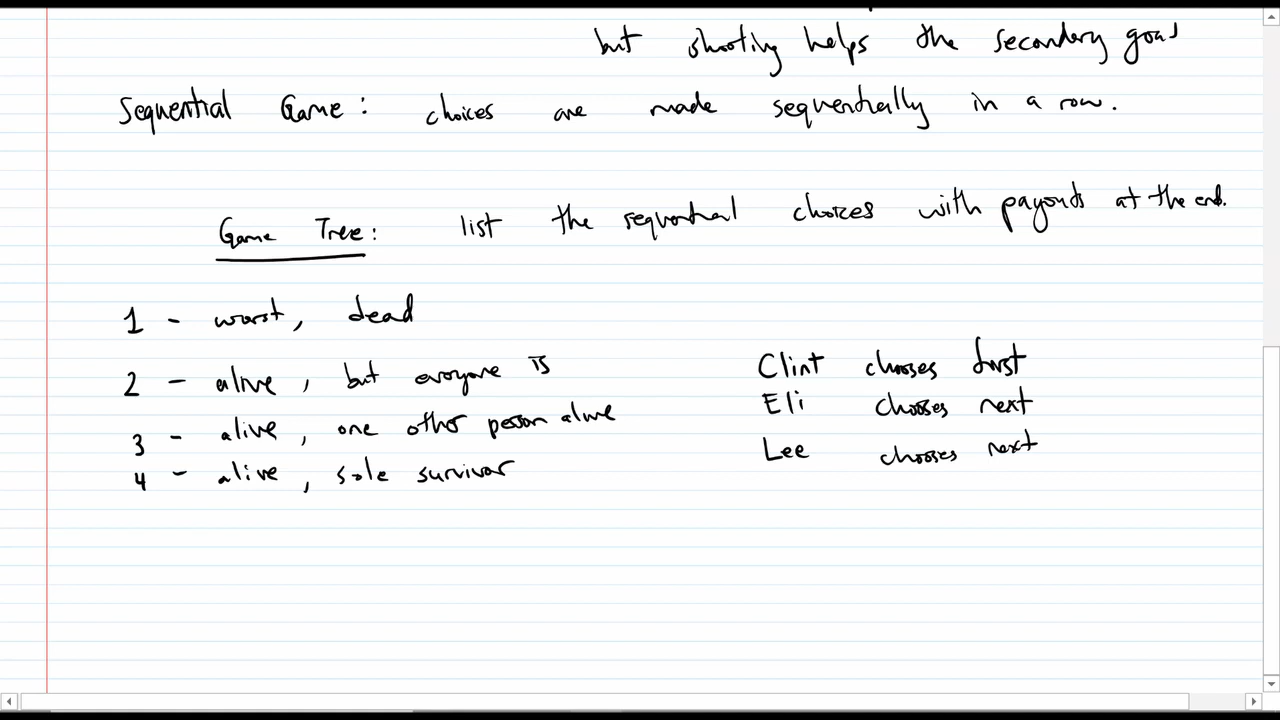 but shooting helps the secondary goal
Sequential Game: choices are made sequentially in a row.
Game Tree: list the sequential choices with payouts at the end.
1 - worst, dead
2 - alive, but everyone is
3 - alive, one other person alive
4 - alive, sole survivor
Clint chooses first
Eli chooses next
Lee chooses next